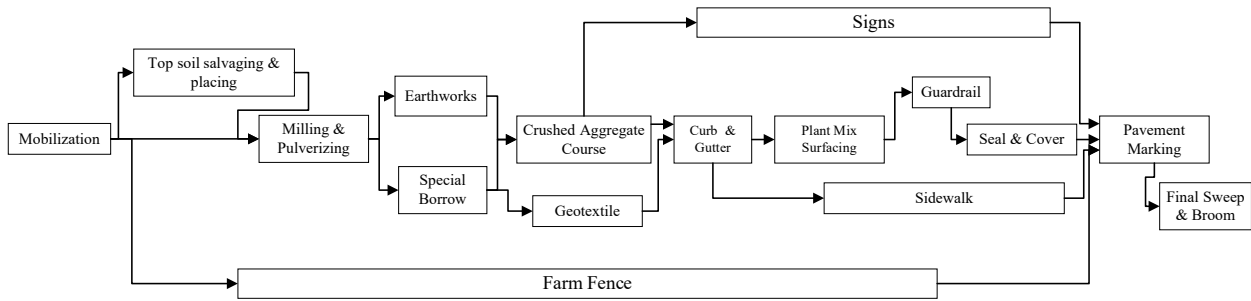 Signs
Top soil salvaging &
placing
Earthworks
Guardrail
Mobilization
Milling &
Pulverizing
Crushed Aggregate
Course
Curb &
Gutter
Plant Mix
Surfacing
Seal & Cover
Pavement
Marking
Special
Borrow
Geotextile
Sidewalk
Final Sweep
& Broom
Farm Fence